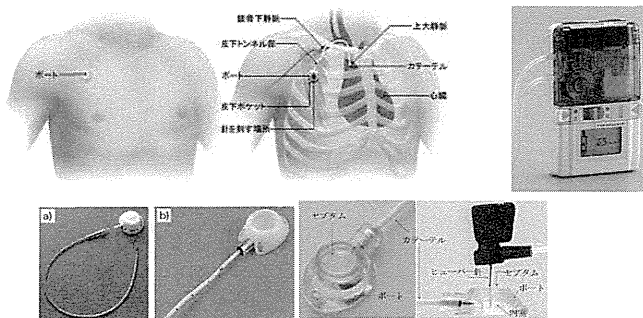 ポート
鎖骨下静脈
皮下トンネル部
ポート
皮下ポケット
針を刺す場所
上大静脈
カテーテル
心臓
a)
b)
セプタム
カテーテル
ポート
ヒューバー針
セプタム
ポート
内室